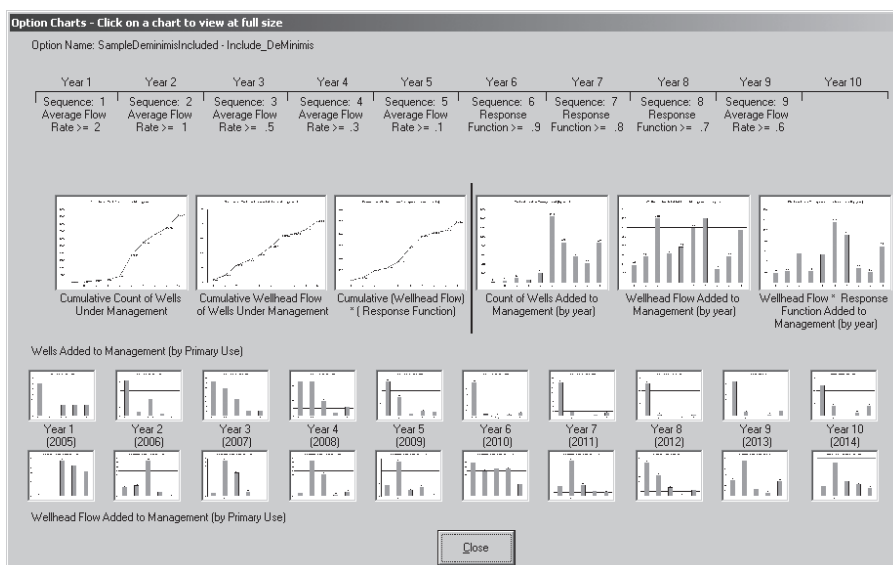 Option Charts - Click on a chart to view at full size
Option Name: SampleDeminimisIncluded - Include_DeMinimis
Year 1 Year 2 Year 3 Year 4 Year 5 Year 6 Year 7 Year 8 Year 9 Year 10
Sequence: 1 Sequence: 2 Sequence: 3 Sequence: 4 Sequence: 5 Sequence: 6 Sequence: 7 Sequence: 8 Sequence: 9
Average Flow Average Flow Average Flow Average Flow Average Flow Response Response Response Average Flow
Rate >= 2 Rate >= 1 Rate >= .5 Rate >= .3 Rate >= .1 Function >= .9 Function >= .8 Function >= .7 Rate >= .6
Cumulative Count of Wells Cumulative Wellhead Flow Cumulative (Wellhead Flow) Count of Wells Added to Wellhead Flow Added to Wellhead Flow * Response
Under Management of Wells Under Management * ( Response Function) Management (by year) Management (by year) Function Added to
Management (by year)
Wells Added to Management (by Primary Use)
Year 1 Year 2 Year 3 Year 4 Year 5 Year 6 Year 7 Year 8 Year 9 Year 10
(2005) (2006) (2007) (2008) (2009) (2010) (2011) (2012) (2013) (2014)
Wellhead Flow Added to Management (by Primary Use)
Close